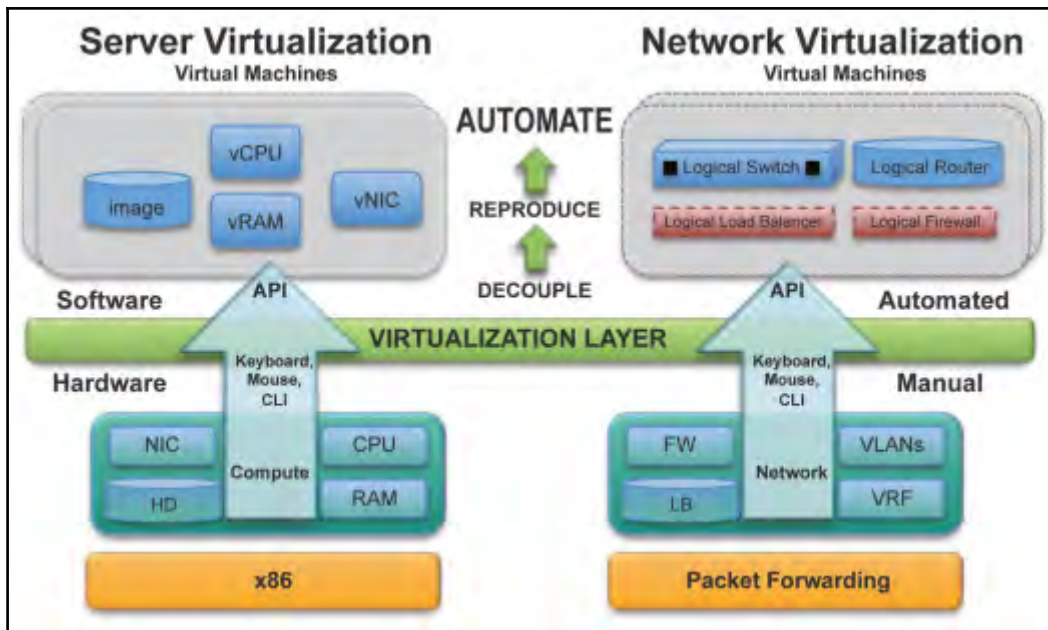 Server Virtualization
Virtual Machines
Network Virtualization
Virtual Machines
AUTOMATE
REPRODUCE
DECOUPLE
image
vCPU
vRAM
vNIC
Logical Switch
Logical Router
Logical Load Balancer
Logical Firewall
Software
API
API
Automated
VIRTUALIZATION LAYER
Hardware
Keyboard,
Mouse,
CLI
Keyboard,
Mouse,
CLI
Manual
NIC
CPU
Compute
HD
RAM
FW
VLANs
Network
LB
VRF
x86
Packet Forwarding